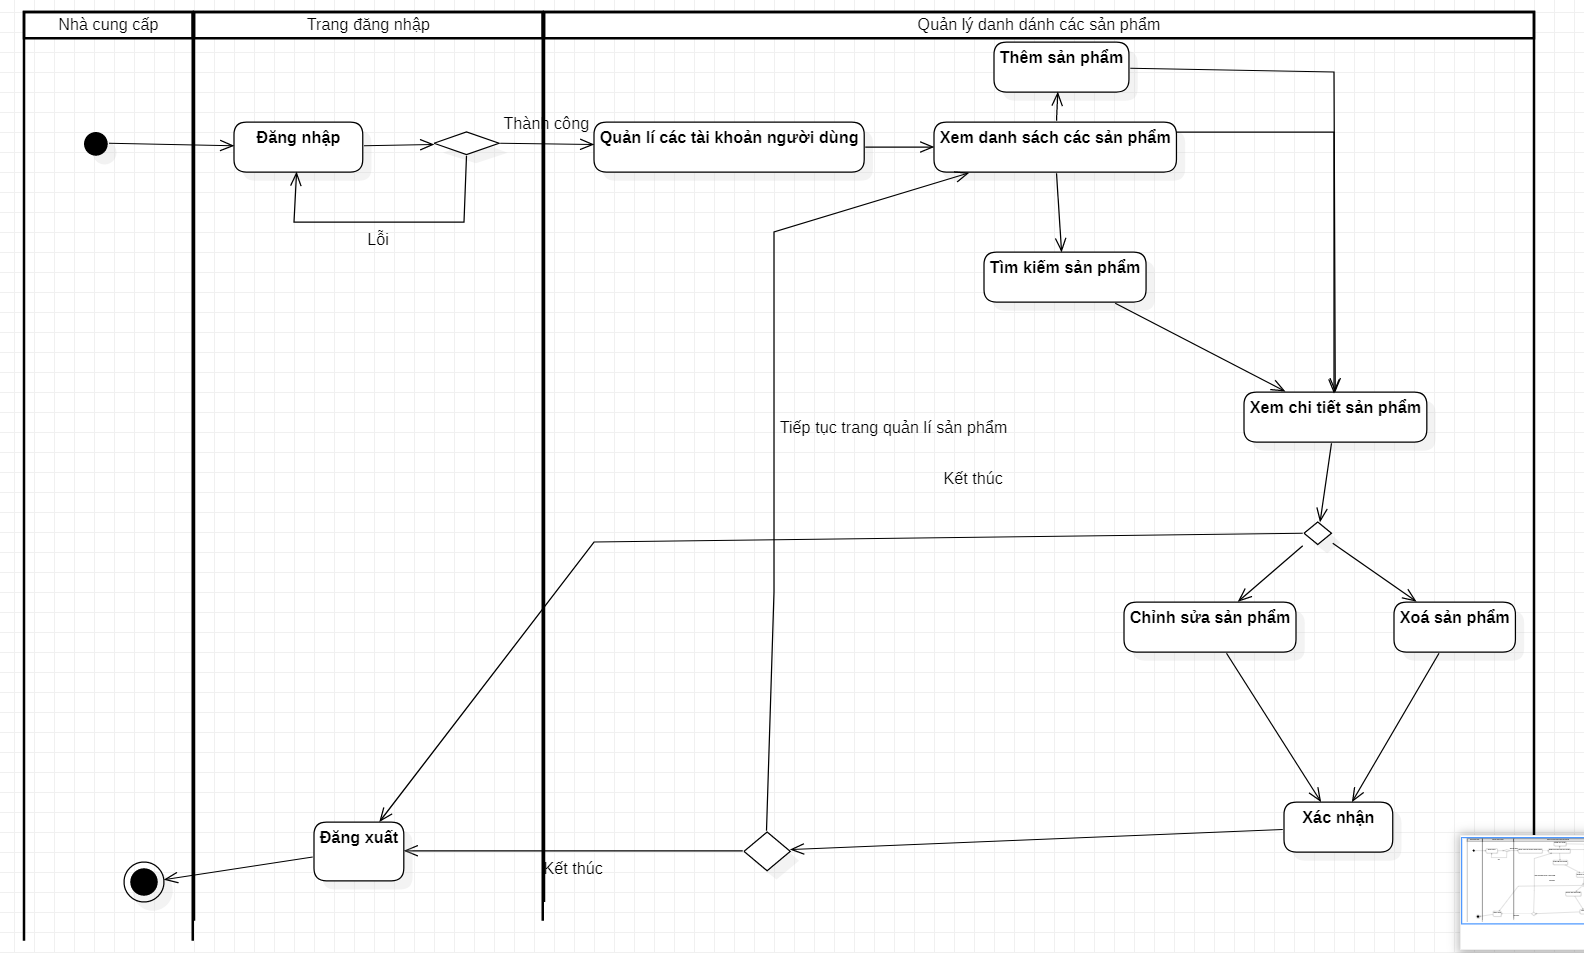 Nhà cung cấp
Trang đăng nhập
Quản lý danh dánh các sản phẩm
Thêm sản phẩm
Đăng nhập
Thành công
Quản lí các tài khoản người dùng
Xem danh sách các sản phẩm
Lỗi
Tìm kiếm sản phẩm
Xem chi tiết sản phẩm
Tiếp tục trang quản lí sản phẩm
Kết thúc
Chỉnh sửa sản phẩm
Xoá sản phẩm
Xác nhận
Đăng xuất
Kết thúc